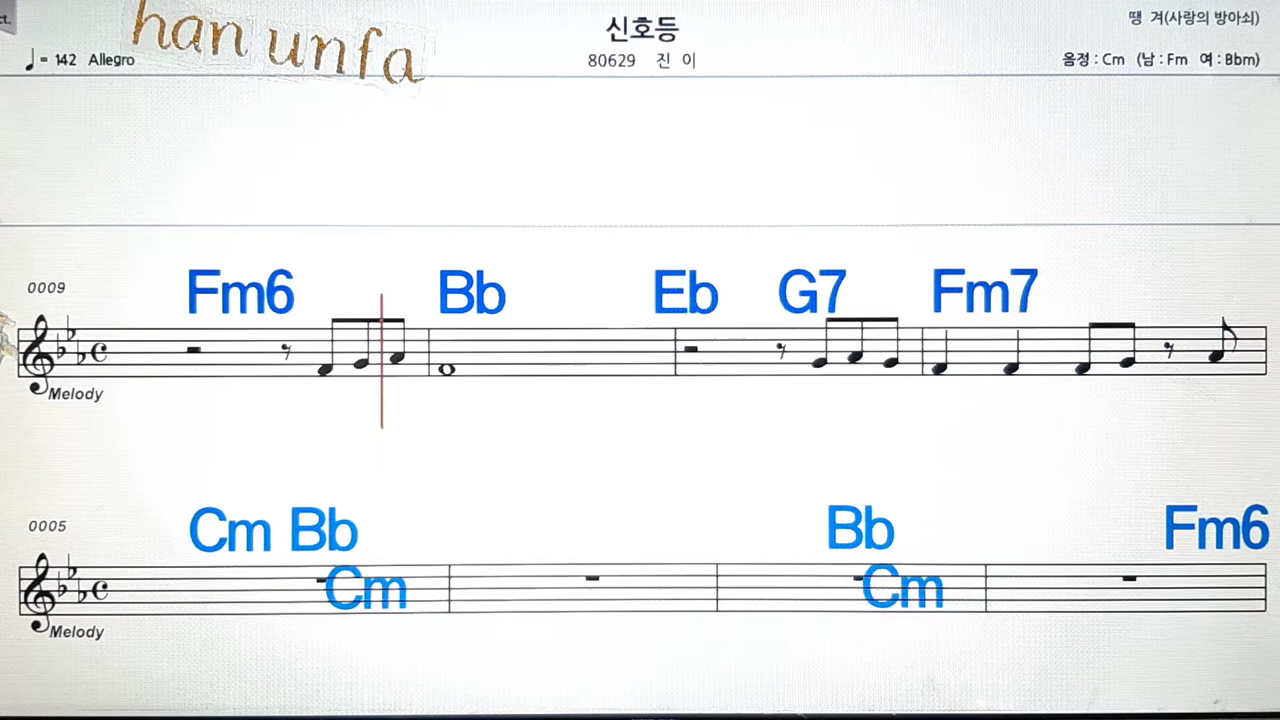 ct.
han unfa
신호등
땡 겨(사랑의 방아쇠)
♩= 142 Allegro
80629 진 이
음정 : Cm (남 : Fm 여 : Bbm)
0009
Fm6 Bb Eb G7 Fm7
Melody
0005
Cm Bb Bb Fm6
Cm Cm
Melody